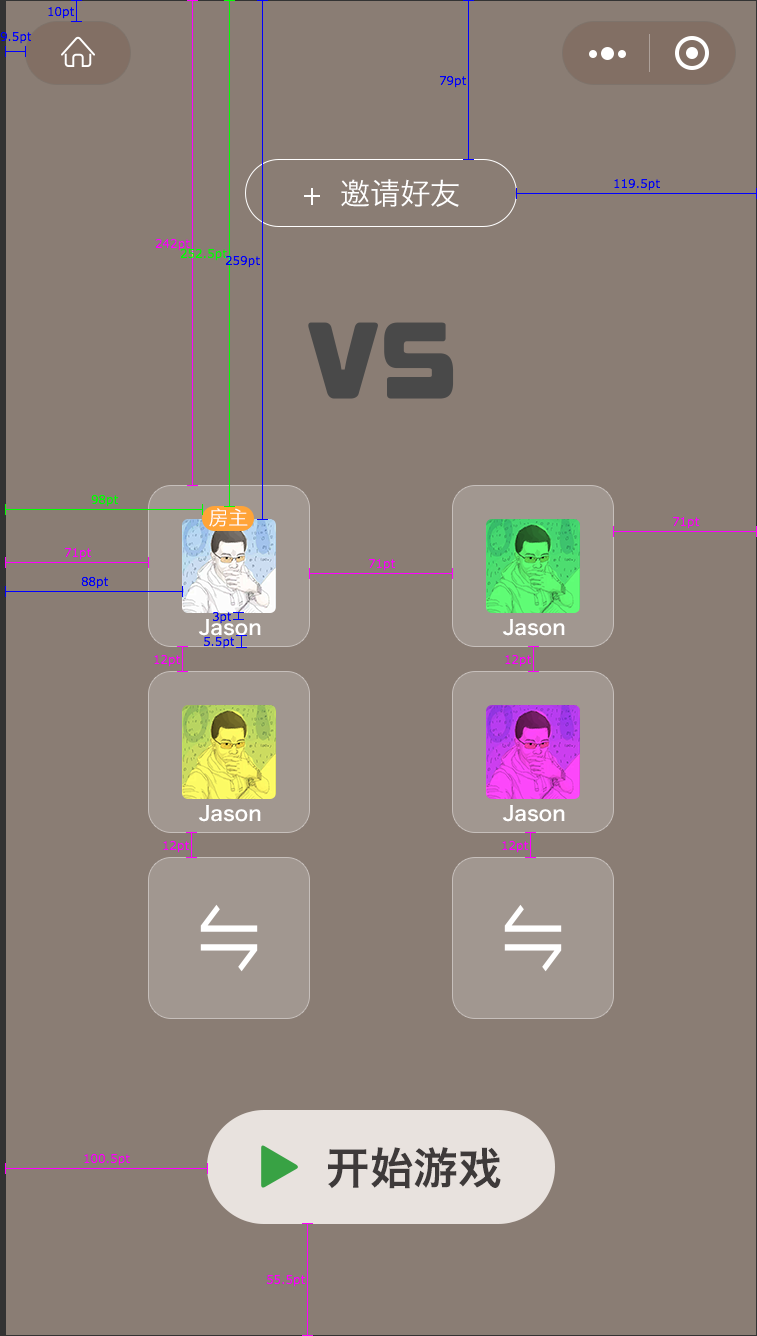 10pt
9.5pt
79pt
119.5pt
+ 邀请好友
242pt
252.5pt
259pt
VS
98pt
房主
71pt
71pt
71pt
88pt
3pt
Jason
Jason
5.5pt
12pt
12pt
Jason
Jason
12pt
12pt
开始游戏
100.5pt
55.5pt